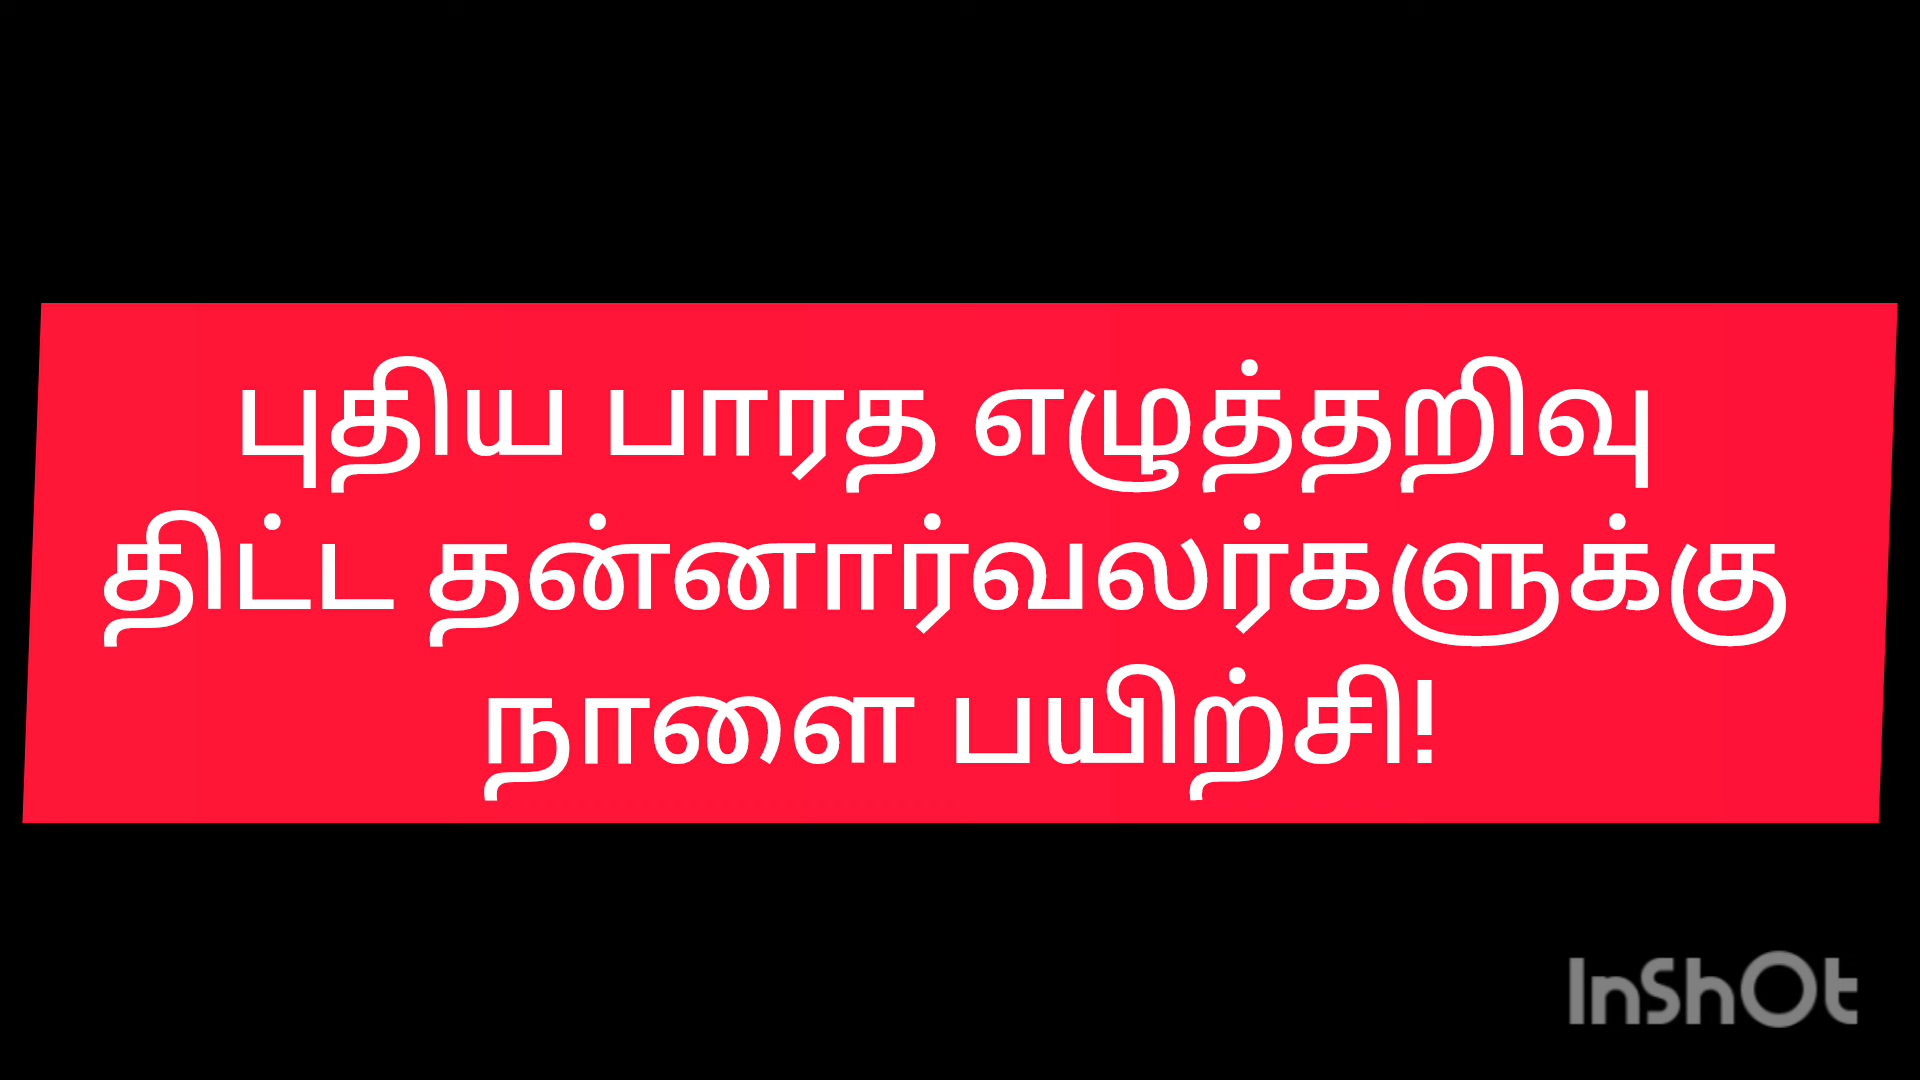 புதிய பாரத எழுத்தறிவு
திட்ட தன்னார்வலர்களுக்கு
நாளை பயிற்சி!
InShOt